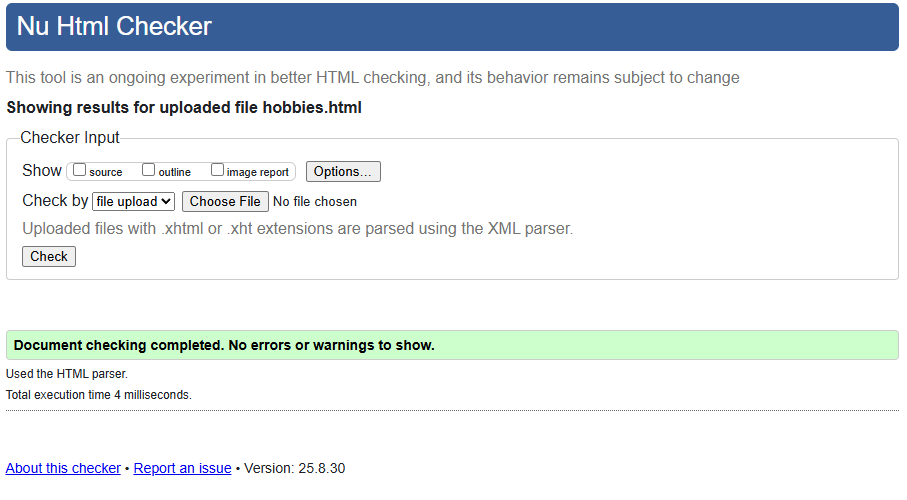 Nu Html Checker
This tool is an ongoing experiment in better HTML checking, and its behavior remains subject to change
Showing results for uploaded file hobbies.html
Checker Input
Show source outline image report Options...
Check by file upload Choose File No file chosen
Uploaded files with .xhtml or .xht extensions are parsed using the XML parser.
Check
Document checking completed. No errors or warnings to show.
Used the HTML parser.
Total execution time 4 milliseconds.
About this checker • Report an issue • Version: 25.8.30